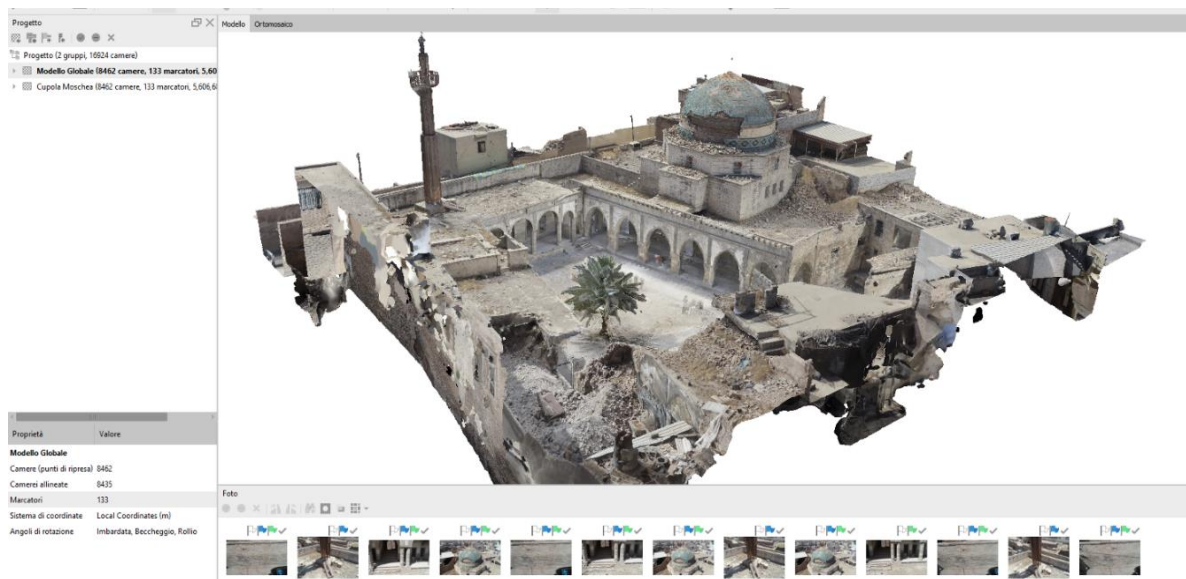 Progetto
Modello Ortomosaico
Progetto (2 gruppi, 16924 camere)
Modello Globale (8462 camere, 133 marcatori, 5,60
Cupola Moschea (8462 camere, 133 marcatori, 5,606,6
Proprietà Valore
Modello Globale
Camere (punti di ripresa) 8462
Camerei allineate 8435
Marcatori 133
Sistema di coordinate Local Coordinates (m)
Angoli di rotazione Imbardata, Beccheggio, Rollio
Foto